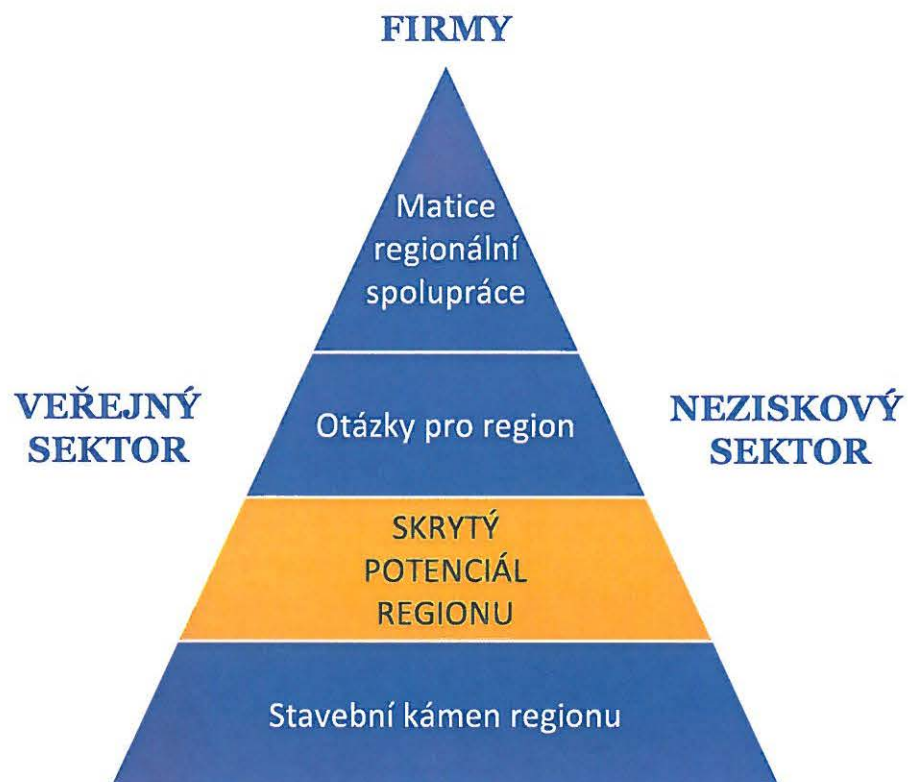 FIRMY
Matice
regionální
spolupráce
VEŘEJNÝ
SEKTOR
Otázky pro region
NEZISKOVÝ
SEKTOR
SKRYTÝ
POTENCIÁL
REGIONU
Stavební kámen regionu